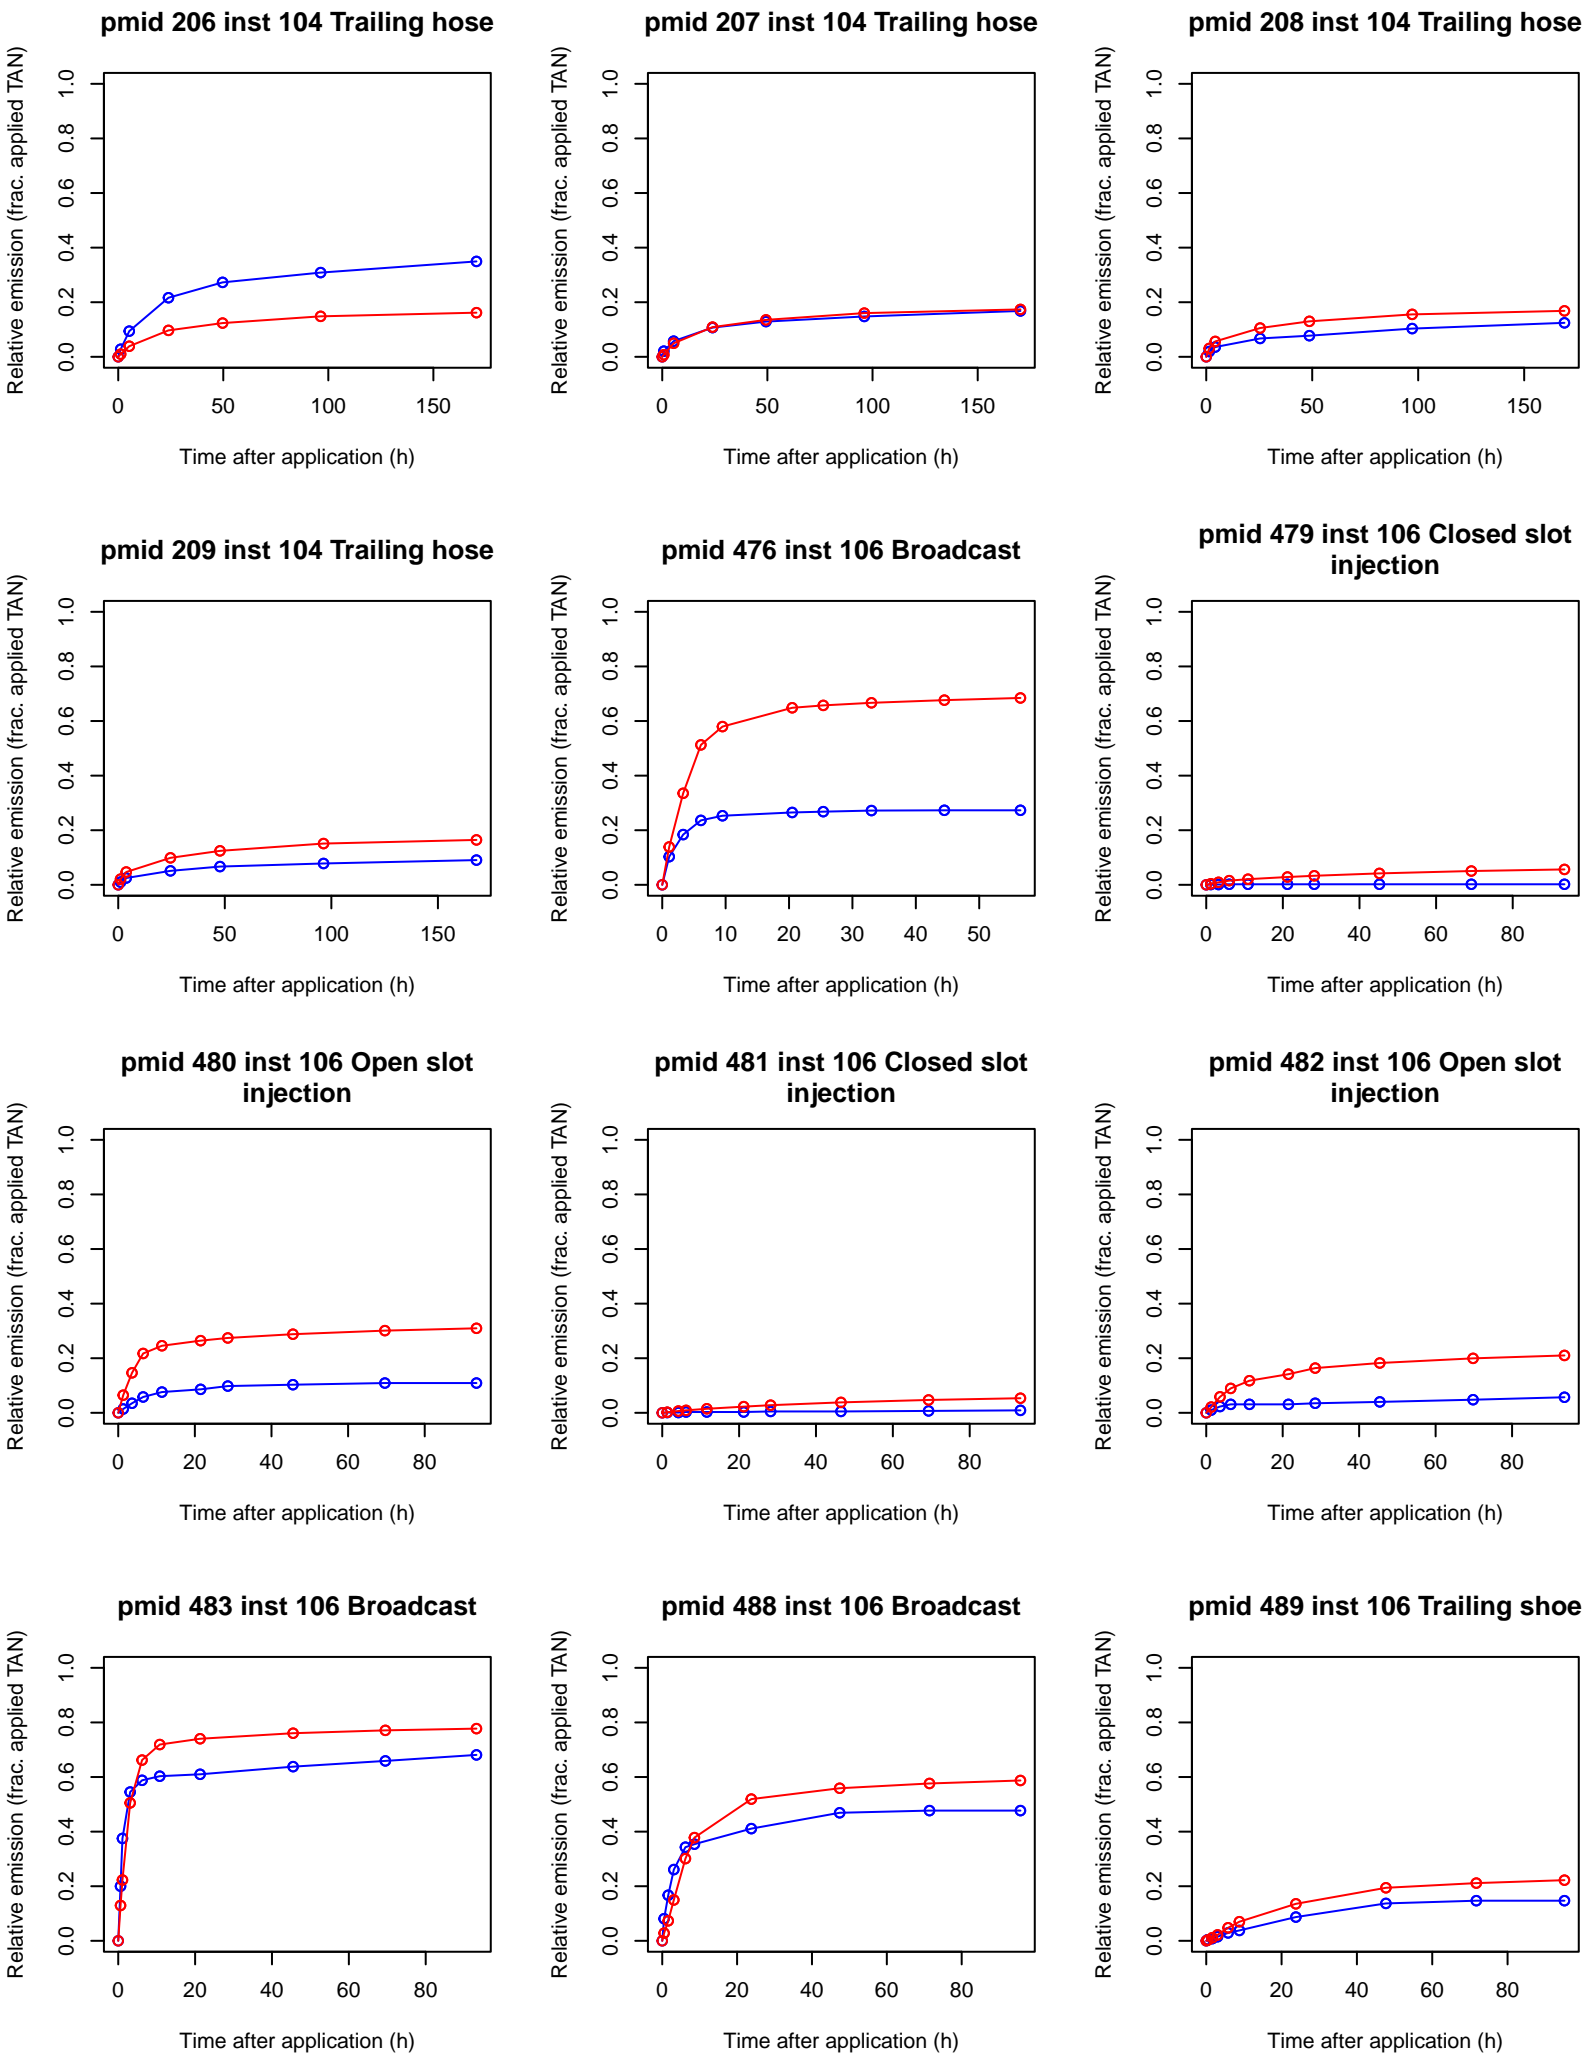 pmid 206 inst 104 Trailing hose
Relative emission (frac. applied TAN)
0.0 0.2 0.4 0.6 0.8 1.0
0 50 100 150
Time after application (h)
pmid 207 inst 104 Trailing hose
Relative emission (frac. applied TAN)
0.0 0.2 0.4 0.6 0.8 1.0
0 50 100 150
Time after application (h)
pmid 208 inst 104 Trailing hose
Relative emission (frac. applied TAN)
0.0 0.2 0.4 0.6 0.8 1.0
0 50 100 150
Time after application (h)
pmid 209 inst 104 Trailing hose
Relative emission (frac. applied TAN)
0.0 0.2 0.4 0.6 0.8 1.0
0 50 100 150
Time after application (h)
pmid 476 inst 106 Broadcast
Relative emission (frac. applied TAN)
0.0 0.2 0.4 0.6 0.8 1.0
0 10 20 30 40 50
Time after application (h)
pmid 479 inst 106 Closed slot
injection
Relative emission (frac. applied TAN)
0.0 0.2 0.4 0.6 0.8 1.0
0 20 40 60 80
Time after application (h)
pmid 480 inst 106 Open slot
injection
Relative emission (frac. applied TAN)
0.0 0.2 0.4 0.6 0.8 1.0
0 20 40 60 80
Time after application (h)
pmid 481 inst 106 Closed slot
injection
Relative emission (frac. applied TAN)
0.0 0.2 0.4 0.6 0.8 1.0
0 20 40 60 80
Time after application (h)
pmid 482 inst 106 Open slot
injection
Relative emission (frac. applied TAN)
0.0 0.2 0.4 0.6 0.8 1.0
0 20 40 60 80
Time after application (h)
pmid 483 inst 106 Broadcast
Relative emission (frac. applied TAN)
0.0 0.2 0.4 0.6 0.8 1.0
0 20 40 60 80
Time after application (h)
pmid 488 inst 106 Broadcast
Relative emission (frac. applied TAN)
0.0 0.2 0.4 0.6 0.8 1.0
0 20 40 60 80
Time after application (h)
pmid 489 inst 106 Trailing shoe
Relative emission (frac. applied TAN)
0.0 0.2 0.4 0.6 0.8 1.0
0 20 40 60 80
Time after application (h)